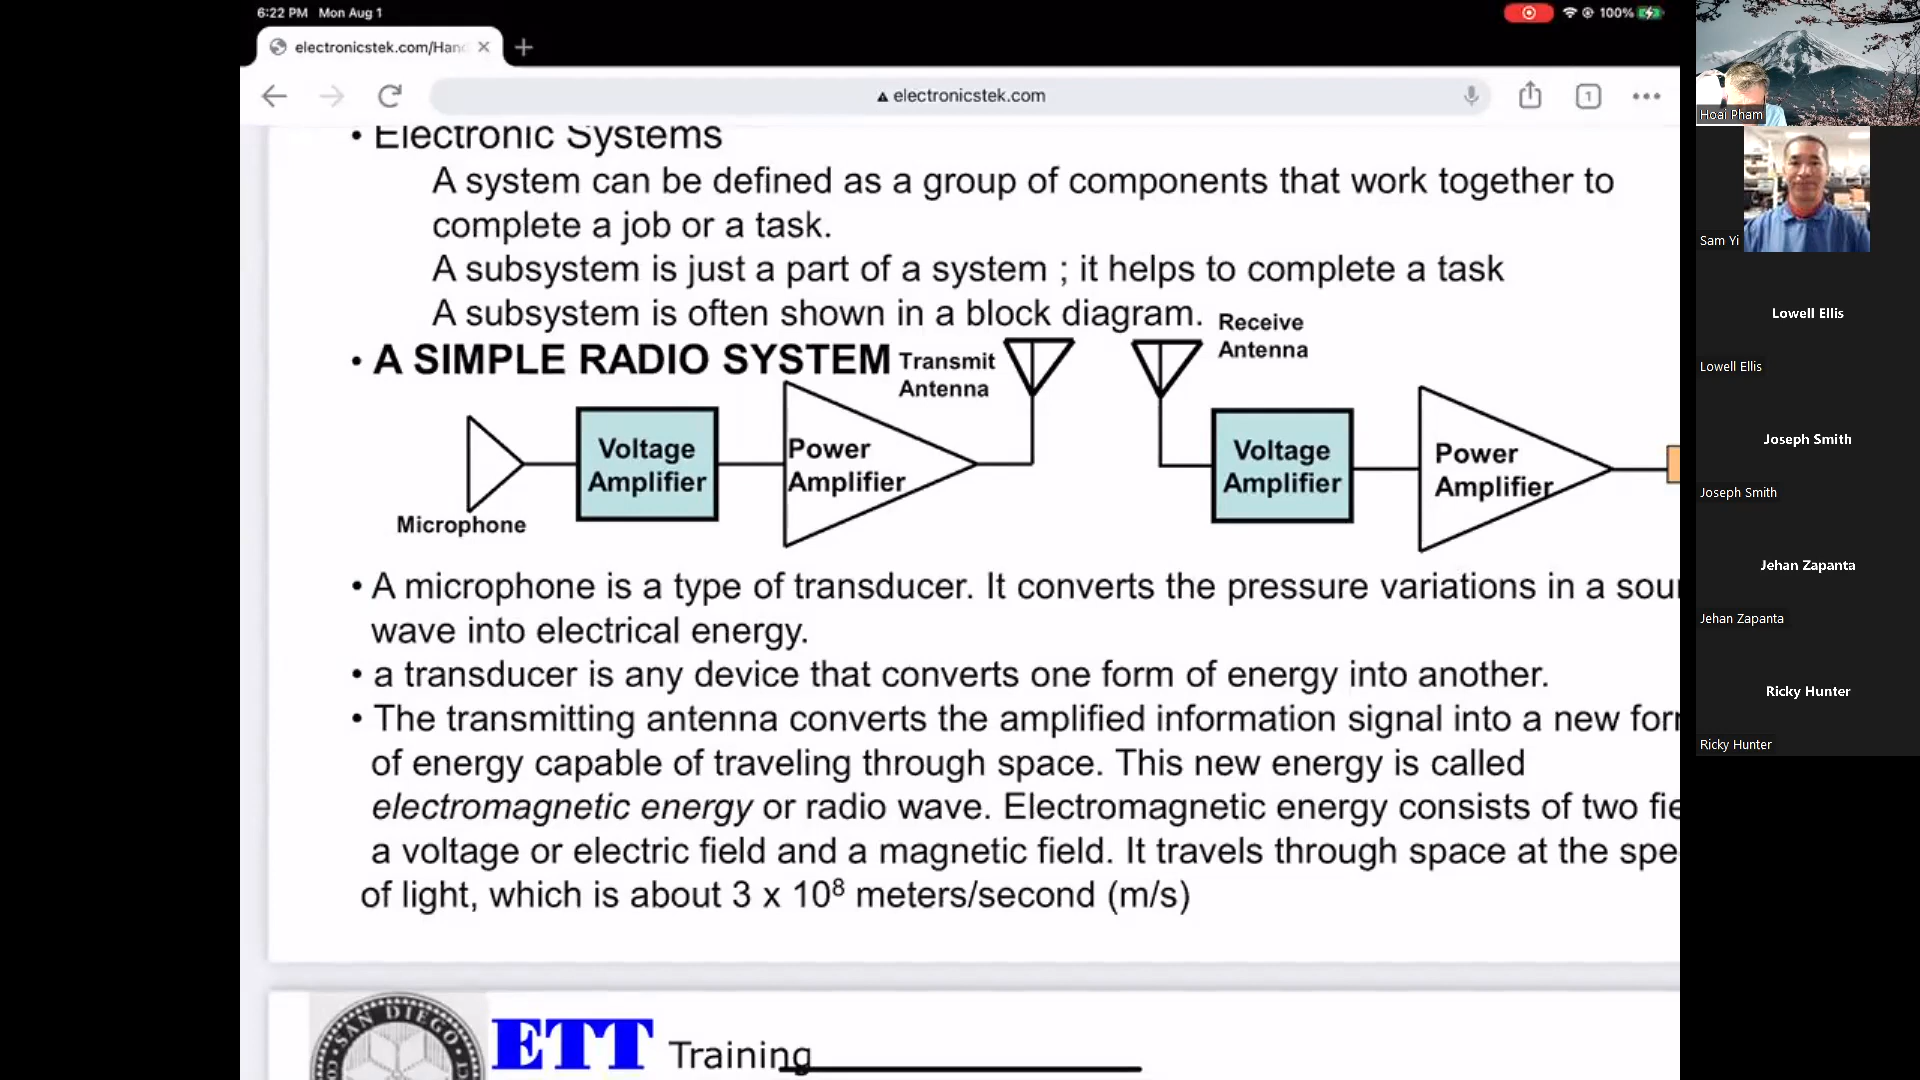 6:22 PM Mon Aug 1
100%
electronicstek.com/Hand
electronicstek.com
1
• Electronic Systems
A system can be defined as a group of components that work together to
complete a job or a task.
A subsystem is just a part of a system ; it helps to complete a task
A subsystem is often shown in a block diagram.
Receive
Antenna
• A SIMPLE RADIO SYSTEM
Transmit
Antenna
Voltage
Amplifier
Power
Amplifier
Voltage
Amplifier
Power
Amplifier
Microphone
• A microphone is a type of transducer. It converts the pressure variations in a sou
wave into electrical energy.
• a transducer is any device that converts one form of energy into another.
• The transmitting antenna converts the amplified information signal into a new for
of energy capable of traveling through space. This new energy is called
electromagnetic energy or radio wave. Electromagnetic energy consists of two fie
a voltage or electric field and a magnetic field. It travels through space at the spe
of light, which is about 3 x 10⁸ meters/second (m/s)
SAN DIEGO
ETT Training
Hoai Pham
Sam Yi
Lowell Ellis
Lowell Ellis
Joseph Smith
Joseph Smith
Jehan Zapanta
Jehan Zapanta
Ricky Hunter
Ricky Hunter